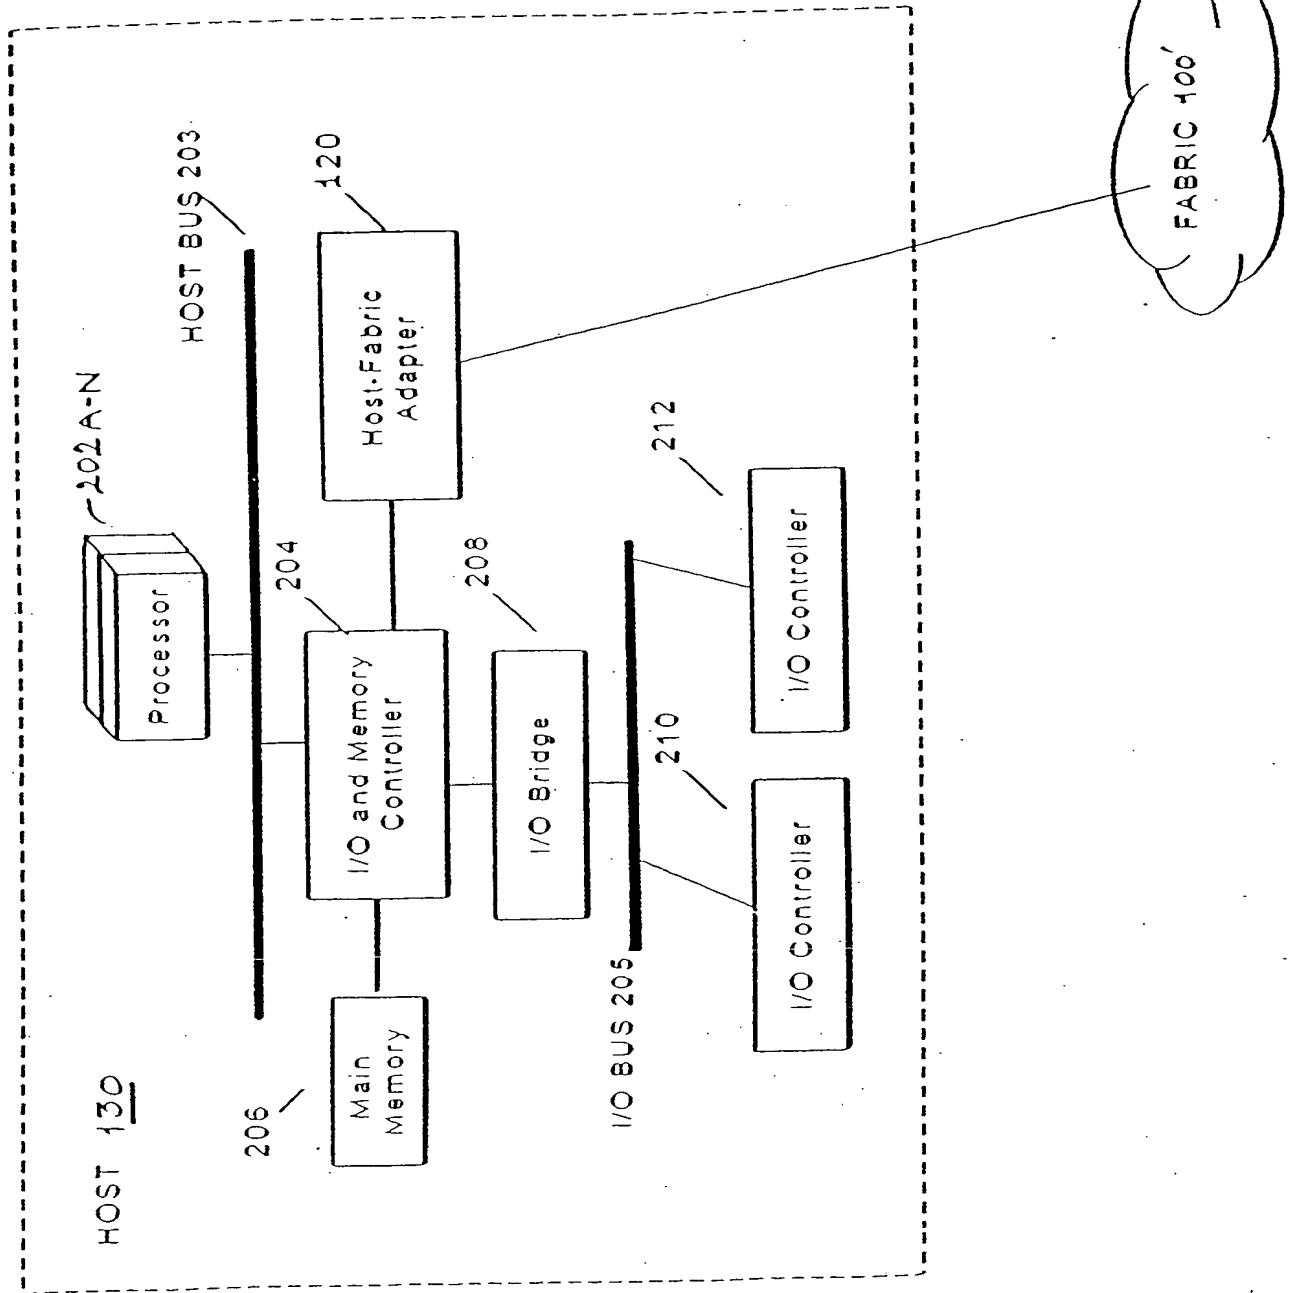 HOST 130
202A-N
Processor
HOST BUS 203
206
Main
Memory
204
I/O and Memory
Controller
120
Host-Fabric
Adapter
208
I/O Bridge
I/O BUS 205
210
I/O Controller
212
I/O Controller
FABRIC 100'